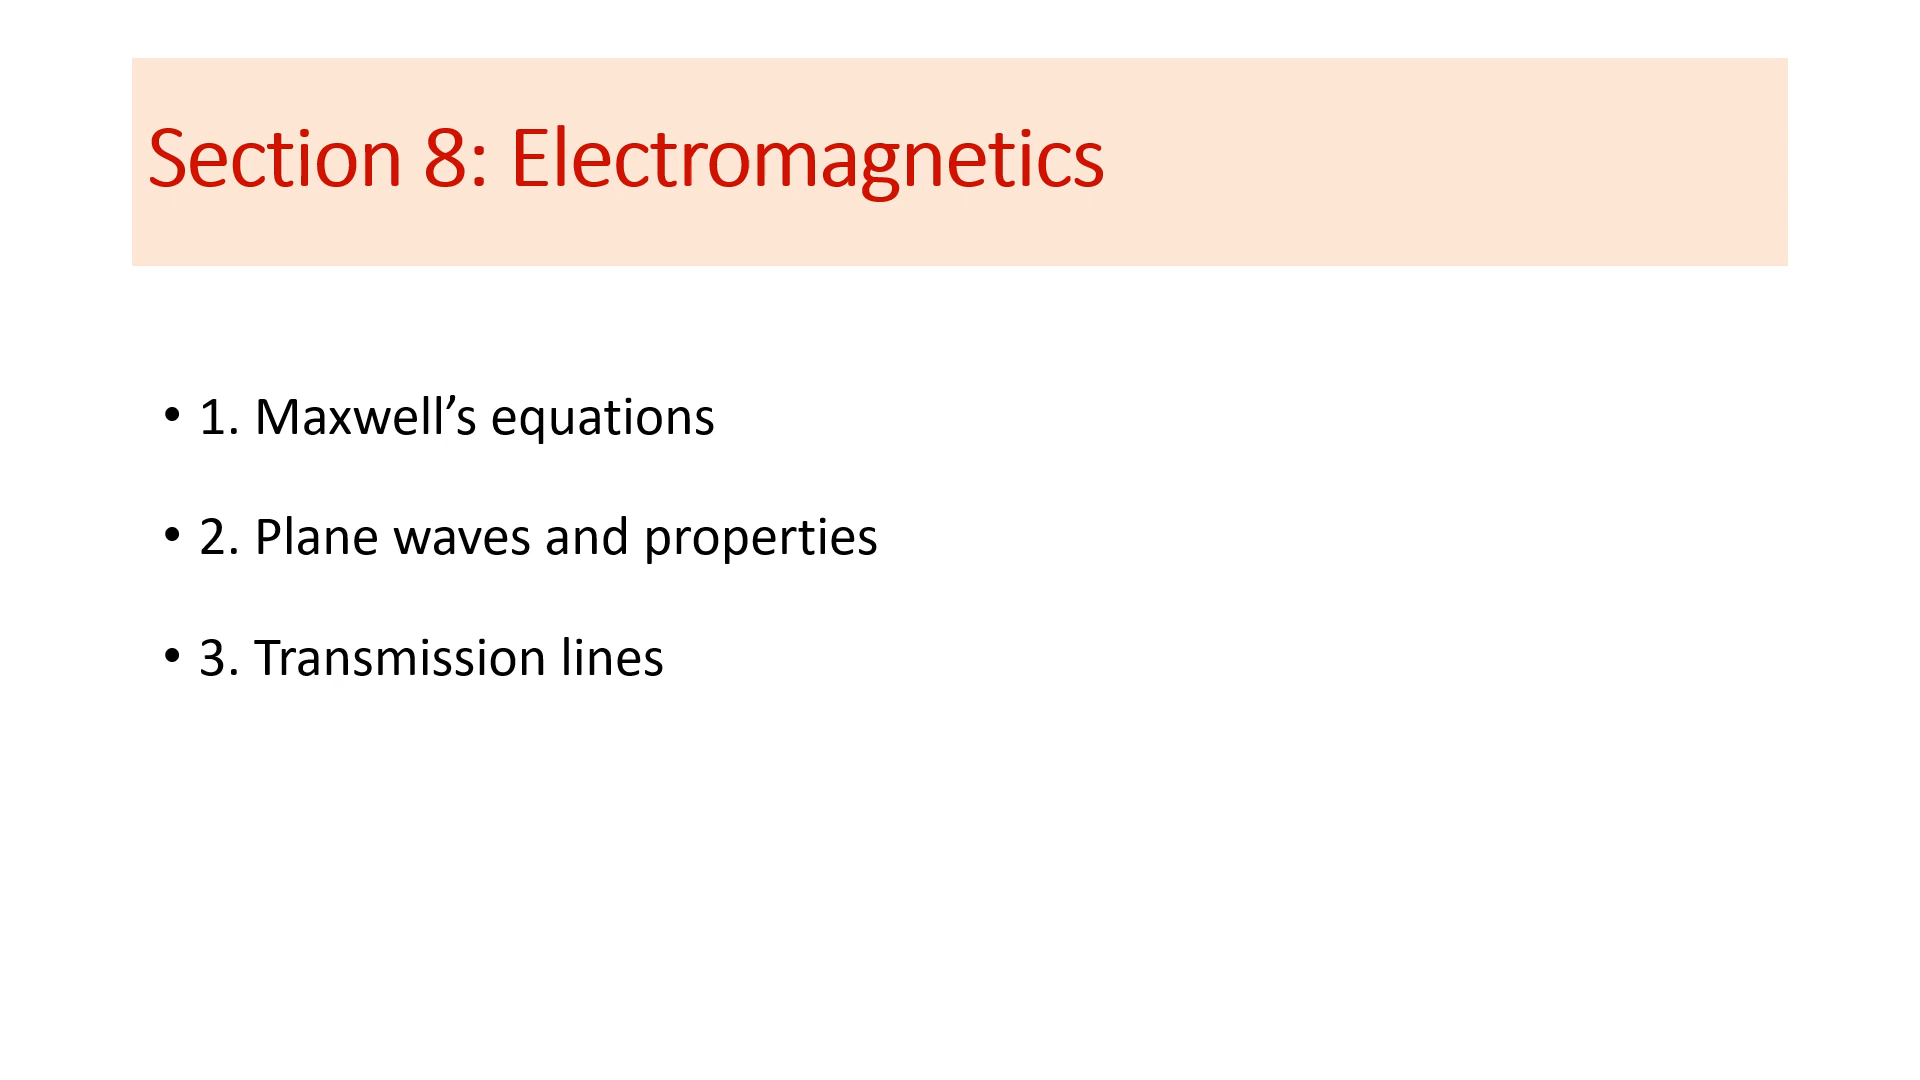 Section 8: Electromagnetics
• 1. Maxwell’s equations
• 2. Plane waves and properties
• 3. Transmission lines